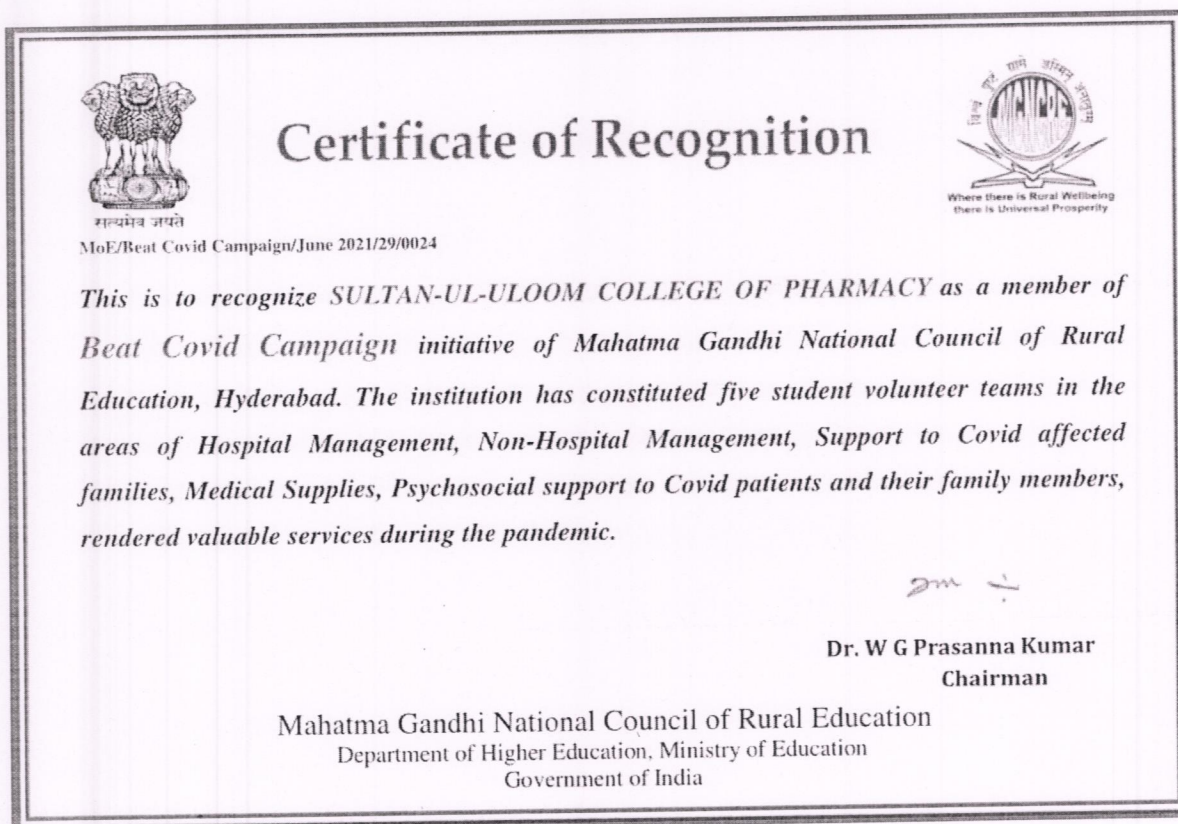 Certificate of Recognition
सत्यमेव जयते
विश्वं पुष्टं ग्रामे अस्मिन् अनातुरम्
Where there is Rural Wellbeing
there is Universal Prosperity
MoE/Beat Covid Campaign/June 2021/29/0024
This is to recognize SULTAN-UL-ULOOM COLLEGE OF PHARMACY as a member of
Beat Covid Campaign initiative of Mahatma Gandhi National Council of Rural
Education, Hyderabad. The institution has constituted five student volunteer teams in the
areas of Hospital Management, Non-Hospital Management, Support to Covid affected
families, Medical Supplies, Psychosocial support to Covid patients and their family members,
rendered valuable services during the pandemic.
Dr. W G Prasanna Kumar
Chairman
Mahatma Gandhi National Council of Rural Education
Department of Higher Education, Ministry of Education
Government of India